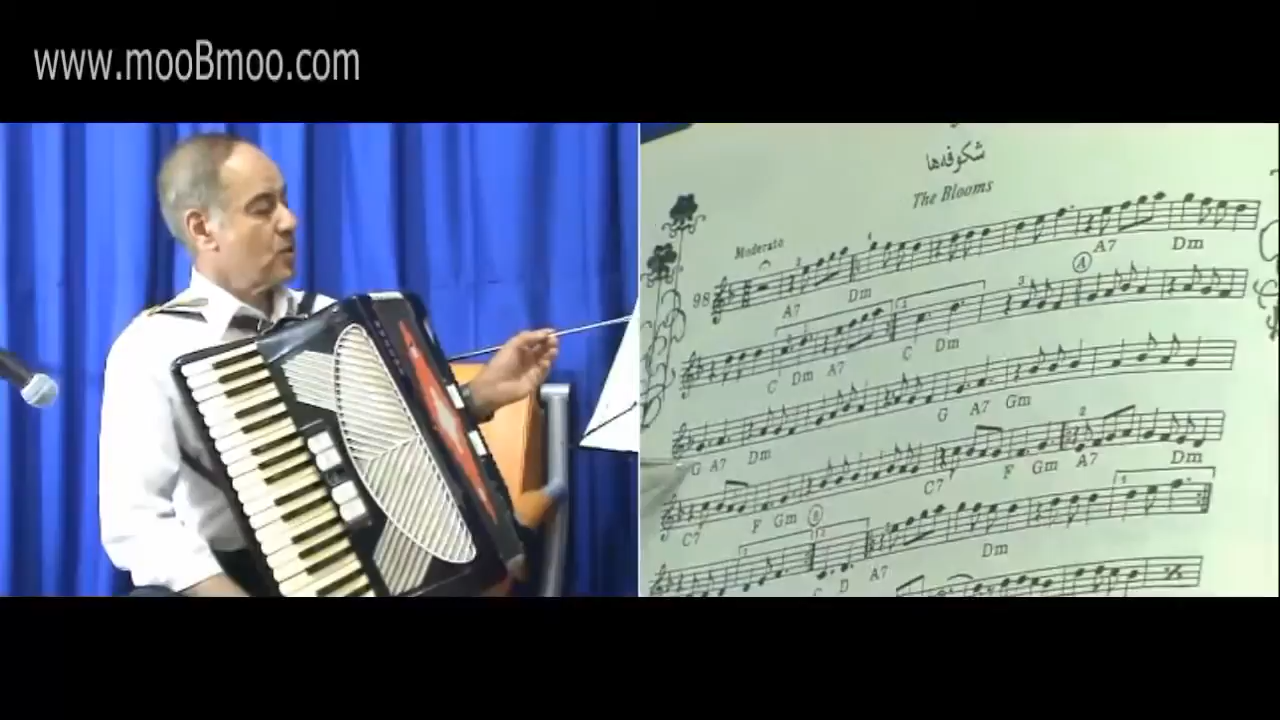 www.mooBmoo.com
شکوفه‌ها
The Blooms
Moderato
98
A7 Dm A7 Dm
A
C Dm A7 C Dm
G A7 Gm
G A7 Dm
C7 F Gm A7 Dm
C7 F Gm
B
C D A7 Dm